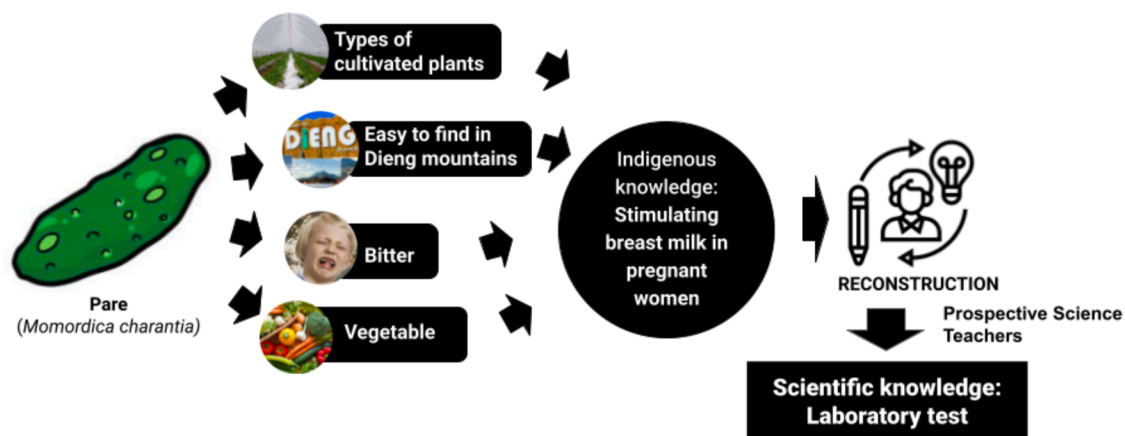 Types of
cultivated plants
DiENG
Easy to find in
Dieng mountains
Bitter
Vegetable
Pare
(Momordica charantia)
Indigenous
knowledge:
Stimulating
breast milk in
pregnant
women
RECONSTRUCTION
Prospective Science
Teachers
Scientific knowledge:
Laboratory test